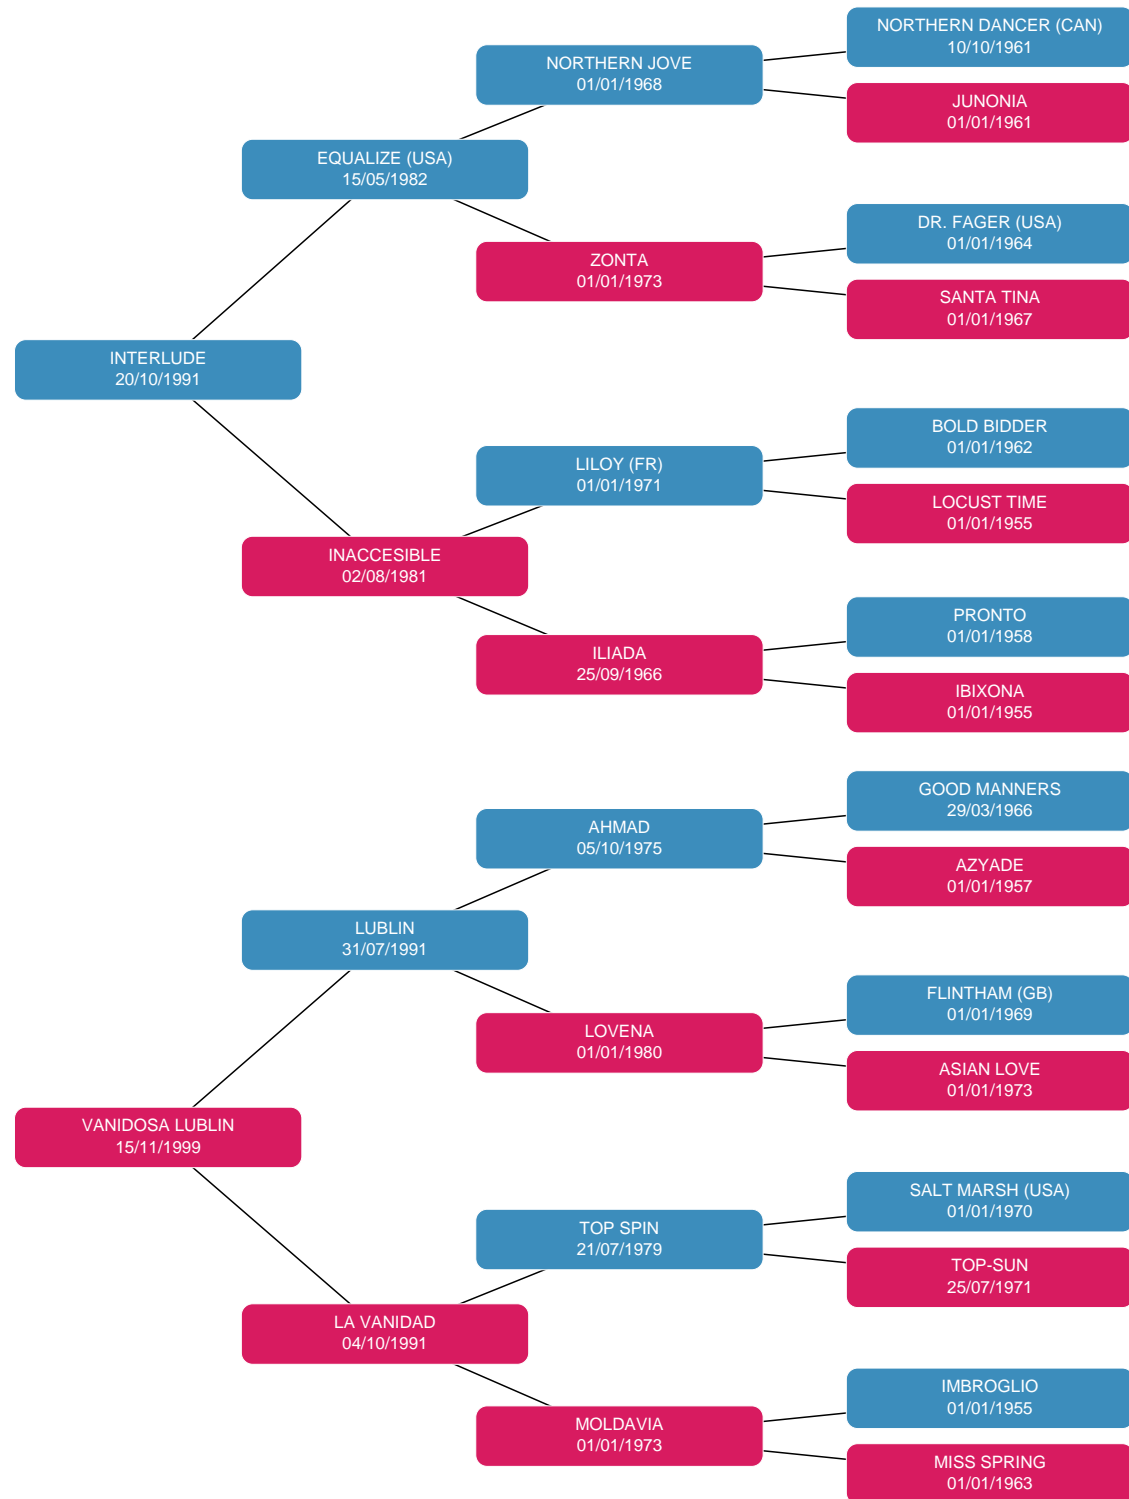 NORTHERN DANCER (CAN)
10/10/1961
NORTHERN JOVE
01/01/1968
JUNONIA
01/01/1961
EQUALIZE (USA)
15/05/1982
DR. FAGER (USA)
01/01/1964
ZONTA
01/01/1973
SANTA TINA
01/01/1967
INTERLUDE
20/10/1991
BOLD BIDDER
01/01/1962
LILOY (FR)
01/01/1971
LOCUST TIME
01/01/1955
INACCESIBLE
02/08/1981
PRONTO
01/01/1958
ILIADA
25/09/1966
IBIXONA
01/01/1955
GOOD MANNERS
29/03/1966
AHMAD
05/10/1975
AZYADE
01/01/1957
LUBLIN
31/07/1991
FLINTHAM (GB)
01/01/1969
LOVENA
01/01/1980
ASIAN LOVE
01/01/1973
VANIDOSA LUBLIN
15/11/1999
SALT MARSH (USA)
01/01/1970
TOP SPIN
21/07/1979
TOP-SUN
25/07/1971
LA VANIDAD
04/10/1991
IMBROGLIO
01/01/1955
MOLDAVIA
01/01/1973
MISS SPRING
01/01/1963